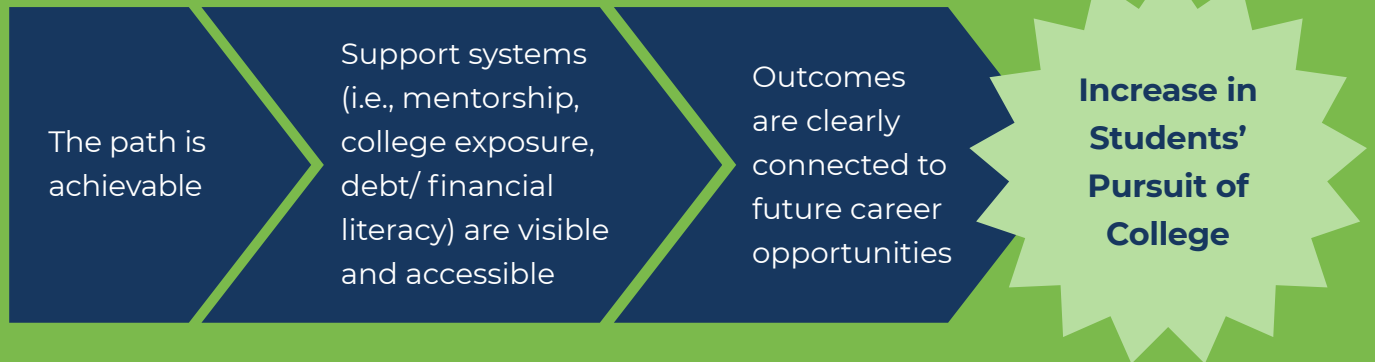 The path is
achievable
Support systems
(i.e., mentorship,
college exposure,
debt/ financial
literacy) are visible
and accessible
Outcomes
are clearly
connected to
future career
opportunities
Increase in
Students’
Pursuit of
College